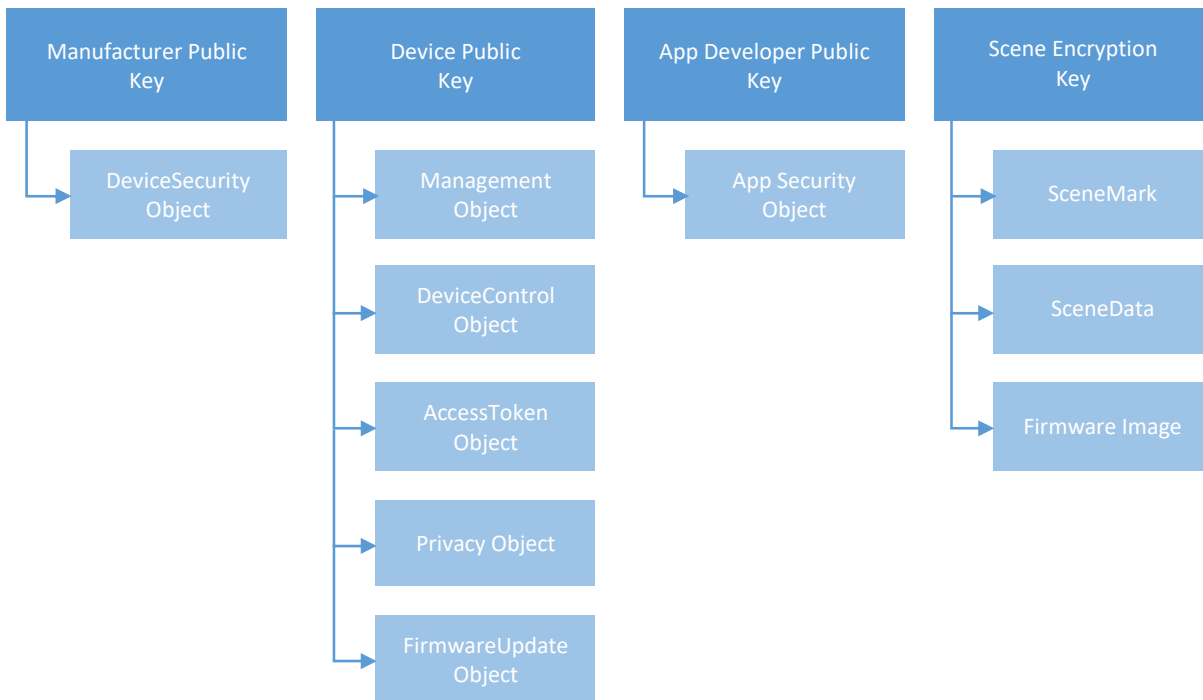 Manufacturer Public
Key
DeviceSecurity
Object
Device Public
Key
Management
Object
DeviceControl
Object
AccessToken
Object
Privacy Object
FirmwareUpdate
Object
App Developer Public
Key
App Security
Object
Scene Encryption
Key
SceneMark
SceneData
Firmware Image